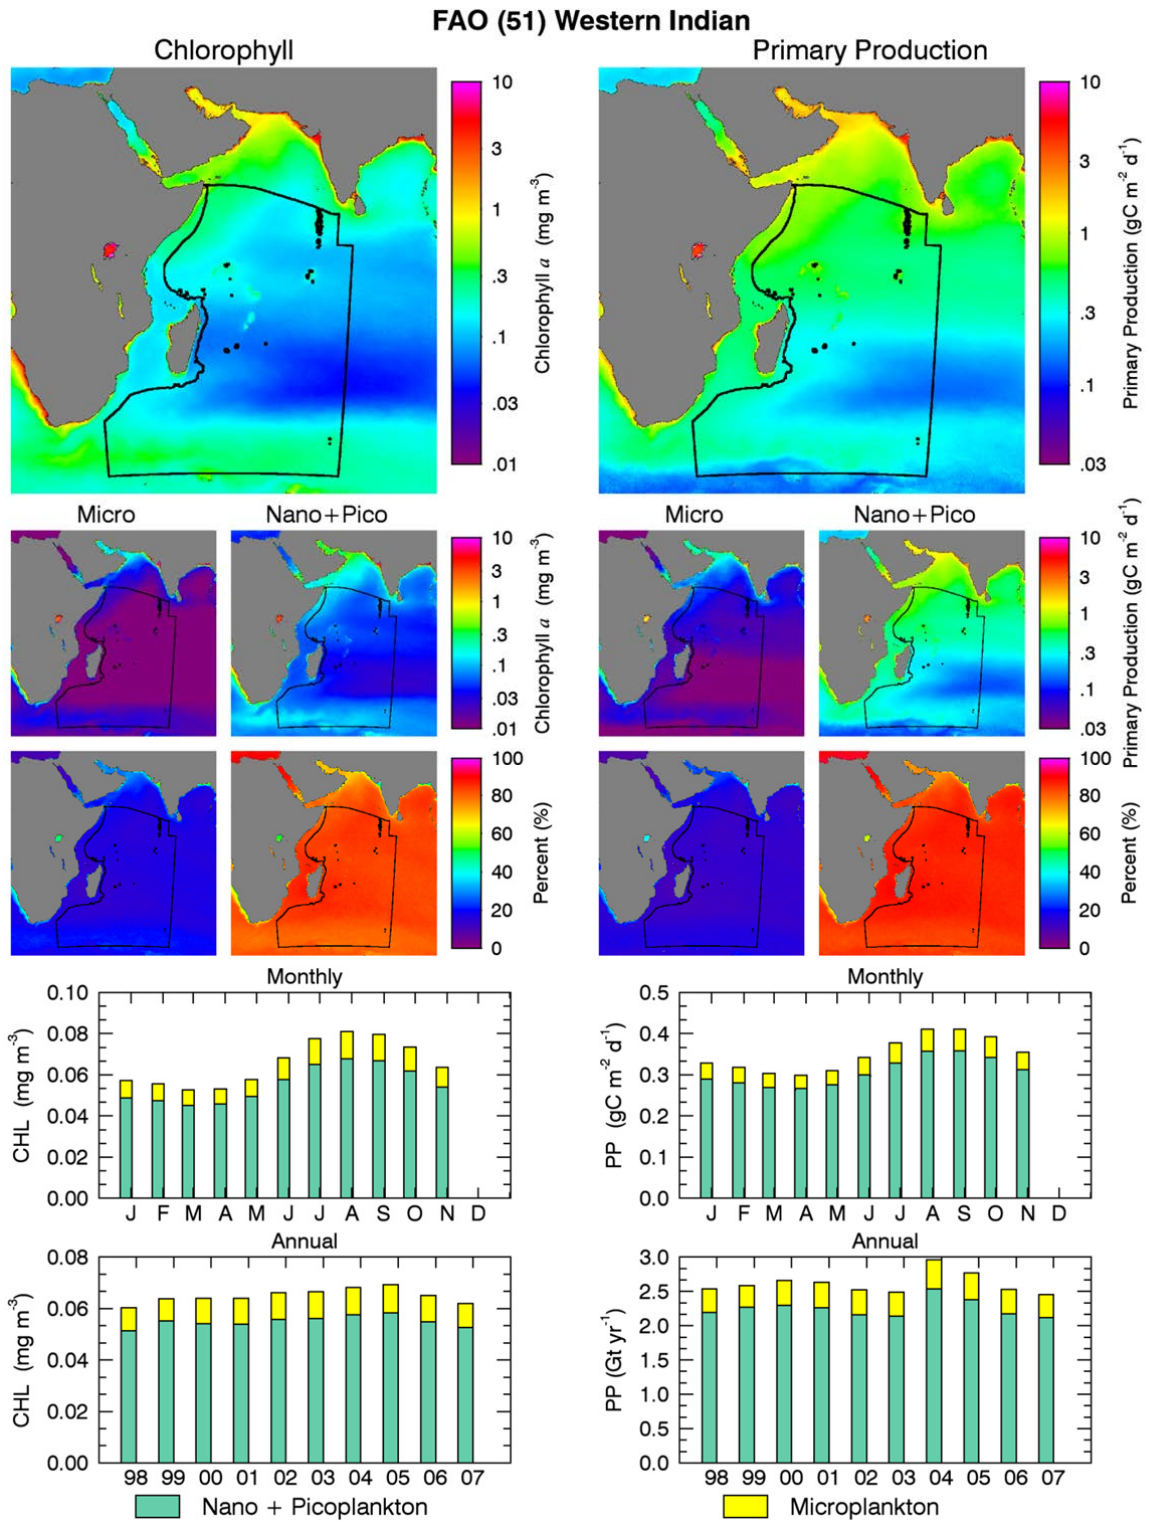 FAO (51) Western Indian
Chlorophyll
Primary Production
10
3
1
.3
.1
.03
.01
Chlorophyll a (mg m-3)
10
3
1
.3
.1
.03
Primary Production (gC m-2 d-1)
Micro
Nano+Pico
Micro
Nano+Pico
10
3
1
.3
.1
.03
.01
Chlorophyll a (mg m-3)
10
3
1
.3
.1
.03
Primary Production (gC m-2 d-1)
100
80
60
40
20
0
Percent (%)
100
80
60
40
20
0
Percent (%)
Monthly
0.10
0.08
0.06
0.04
0.02
0.00
CHL (mg m-3)
J F M A M J J A S O N D
Monthly
0.5
0.4
0.3
0.2
0.1
0.0
PP (gC m-2 d-1)
J F M A M J J A S O N D
Annual
0.08
0.06
0.04
0.02
0.00
CHL (mg m-3)
98 99 00 01 02 03 04 05 06 07
Annual
3.0
2.5
2.0
1.5
1.0
0.5
0.0
PP (Gt yr-1)
98 99 00 01 02 03 04 05 06 07
Nano + Picoplankton
Microplankton